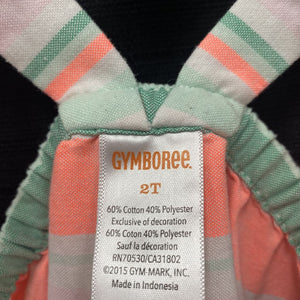 GYMBOREE
2T
60% Cotton 40% Polyester
Exclusive of decoration
60% Coton 40% Polyester
Sauf la décoration
RN70530/CA31802
©2015 GYM-MARK, INC.
Made in Indonesia